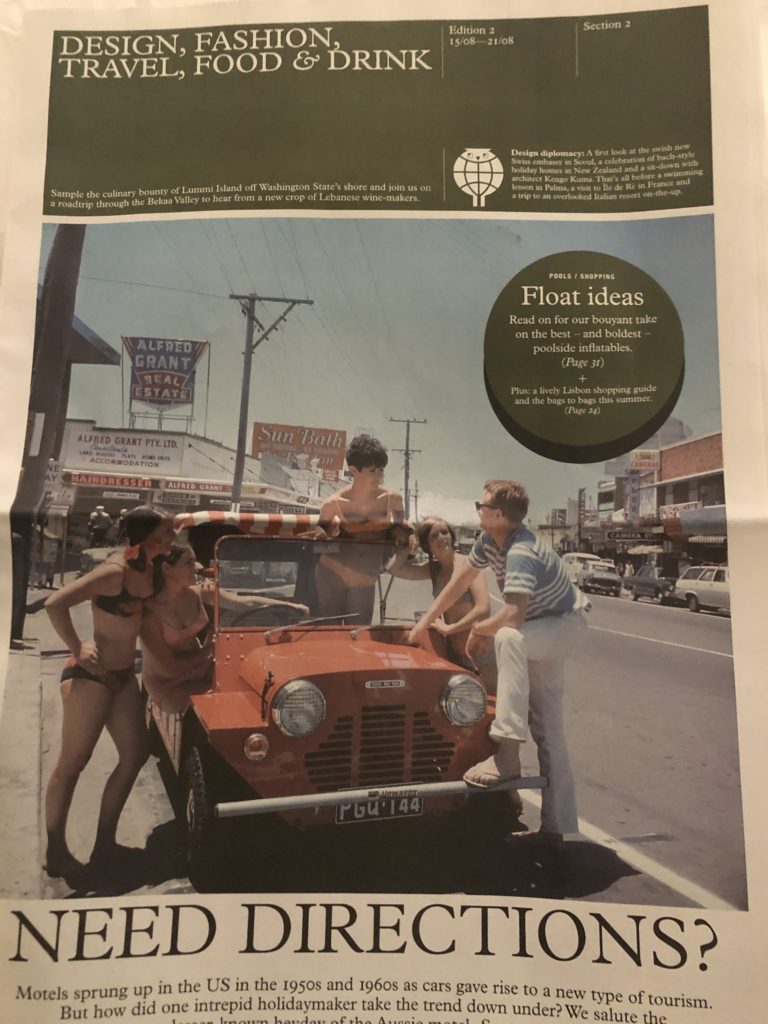 DESIGN, FASHION,
TRAVEL, FOOD & DRINK
Edition 2
15/08—21/08
Section 2
Sample the culinary bounty of Lummi Island off Washington State's shore and join us on
a roadtrip through the Bekaa Valley to hear from a new crop of Lebanese wine-makers.
Design diplomacy: A first look at the swish new
Swiss embassy in Seoul, a celebration of bach-style
holiday homes in New Zealand and a sit-down with
architect Kengo Kuma. That's all before a swimming
lesson in Palma, a visit to Île de Ré in France and
a trip to an overlooked Italian resort on-the-up.
POOLS / SHOPPING
Float ideas
Read on for our bouyant take
on the best – and boldest –
poolside inflatables.
(Page 31)
+
Plus: a lively Lisbon shopping guide
and the bags to bags this summer.
(Page 24)
ALFRED
GRANT
REAL
ESTATE
ALFRED GRANT PTY. LTD.
ACCOMMODATION
Sun Bath
HAIRDRESSER
ALFRED GRANT
CAMERA
PGQ·144
NEED DIRECTIONS?
Motels sprung up in the US in the 1950s and 1960s as cars gave rise to a new type of tourism.
But how did one intrepid holidaymaker take the trend down under? We salute the